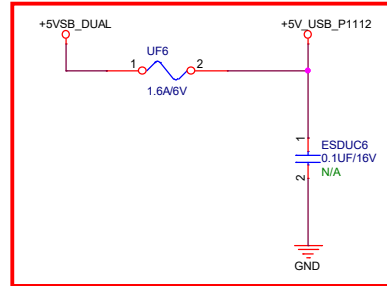 +5VSB_DUAL
+5V_USB_P1112
UF6
1 2
1.6A/6V
1
ESDUC6
0.1UF/16V
N/A
2
GND